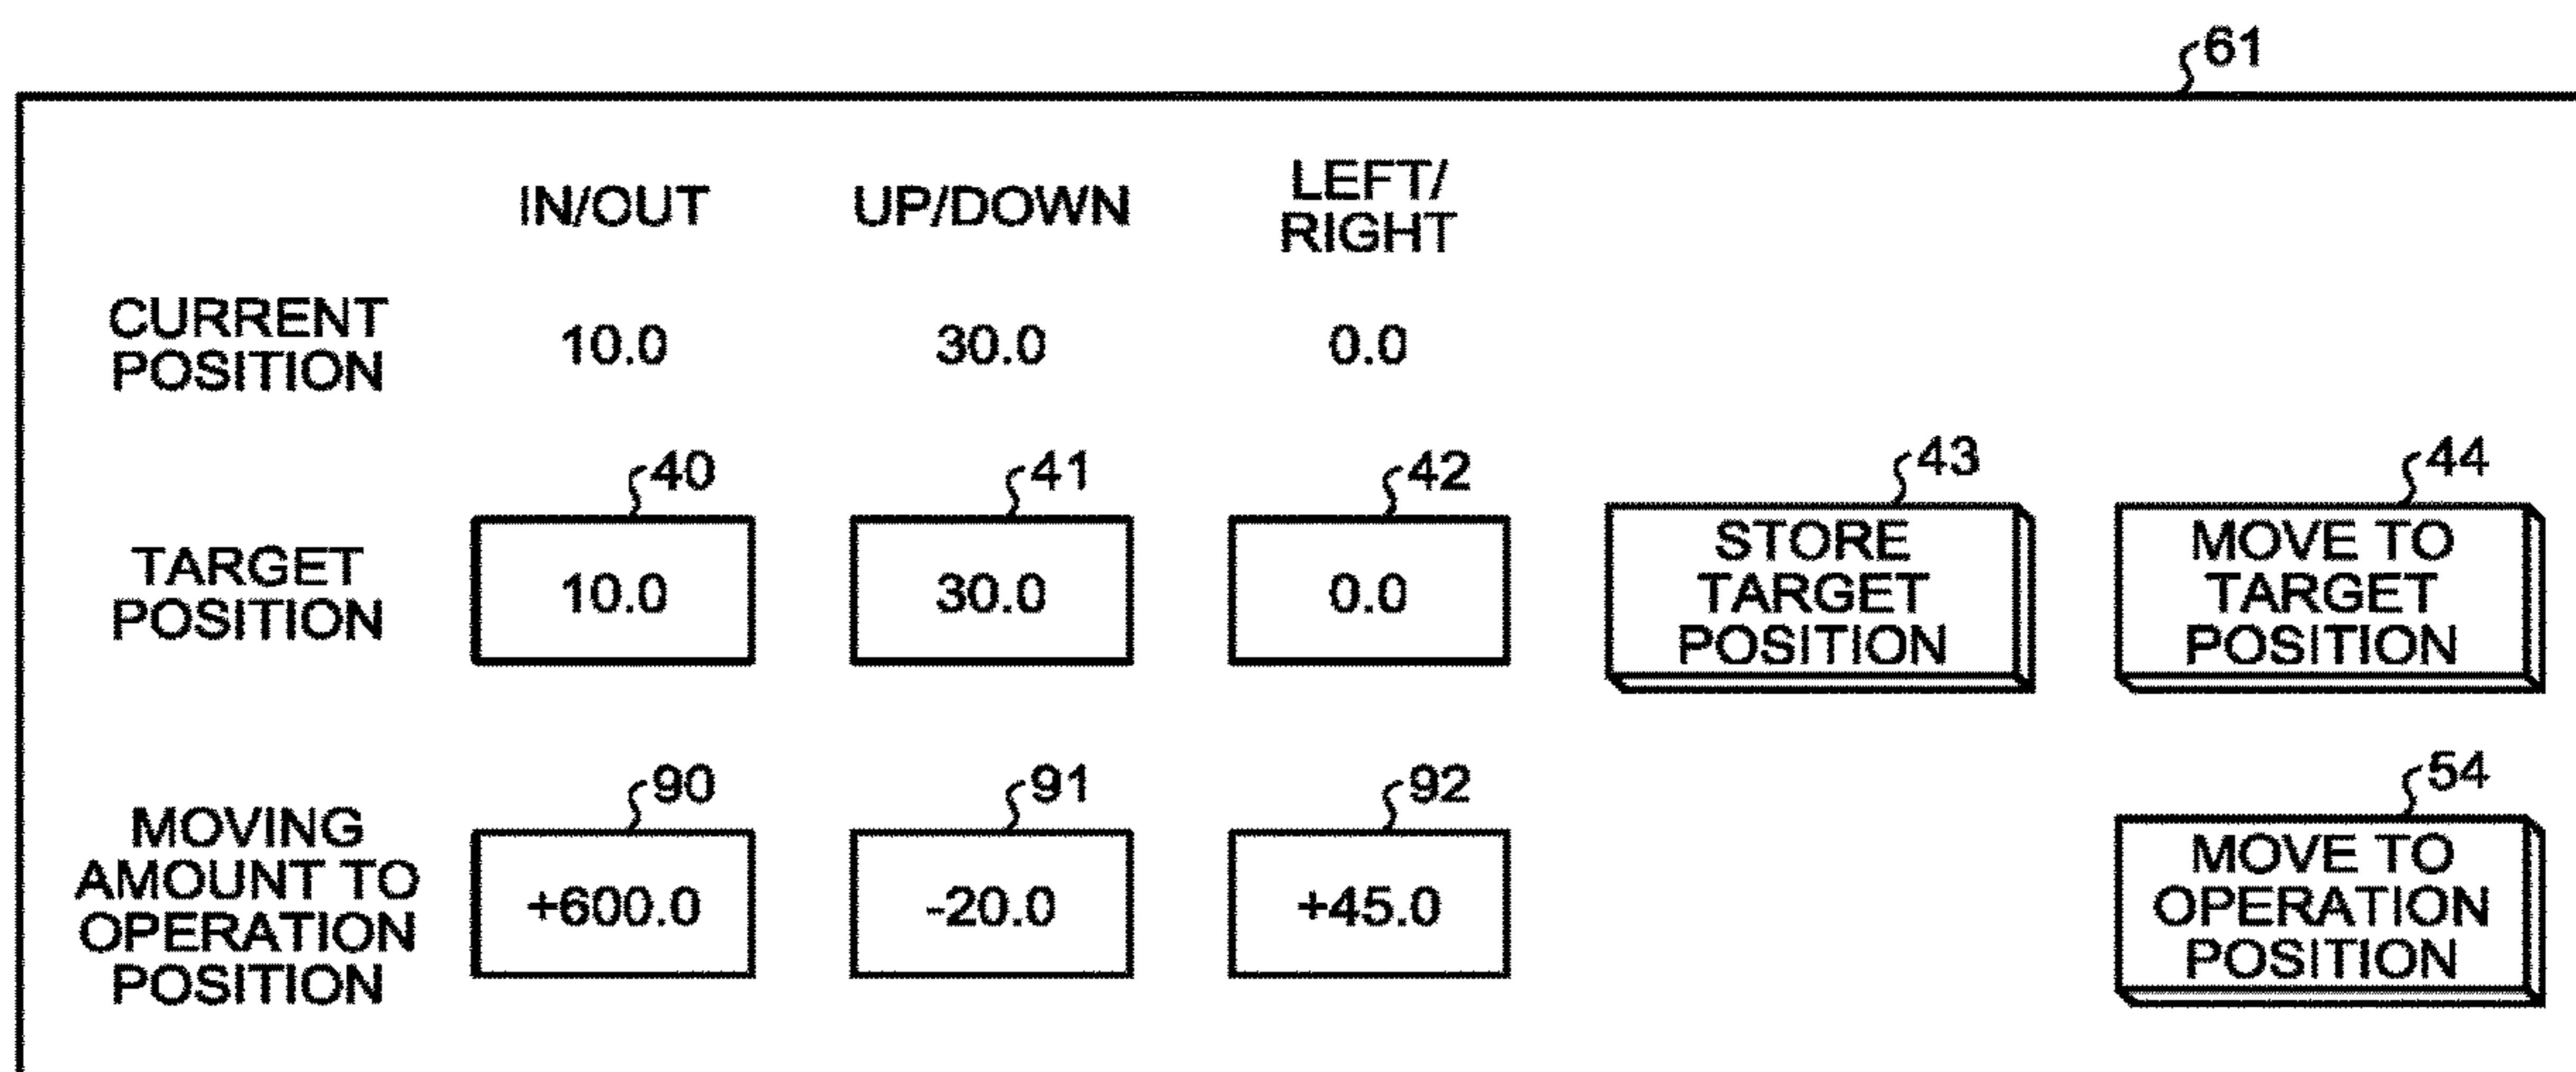 61
IN/OUT UP/DOWN LEFT/
RIGHT
CURRENT
POSITION 10.0 30.0 0.0
40 41 42 43 44
TARGET
POSITION 10.0 30.0 0.0 STORE
TARGET
POSITION MOVE TO
TARGET
POSITION
90 91 92 54
MOVING
AMOUNT TO
OPERATION
POSITION +600.0 -20.0 +45.0 MOVE TO
OPERATION
POSITION